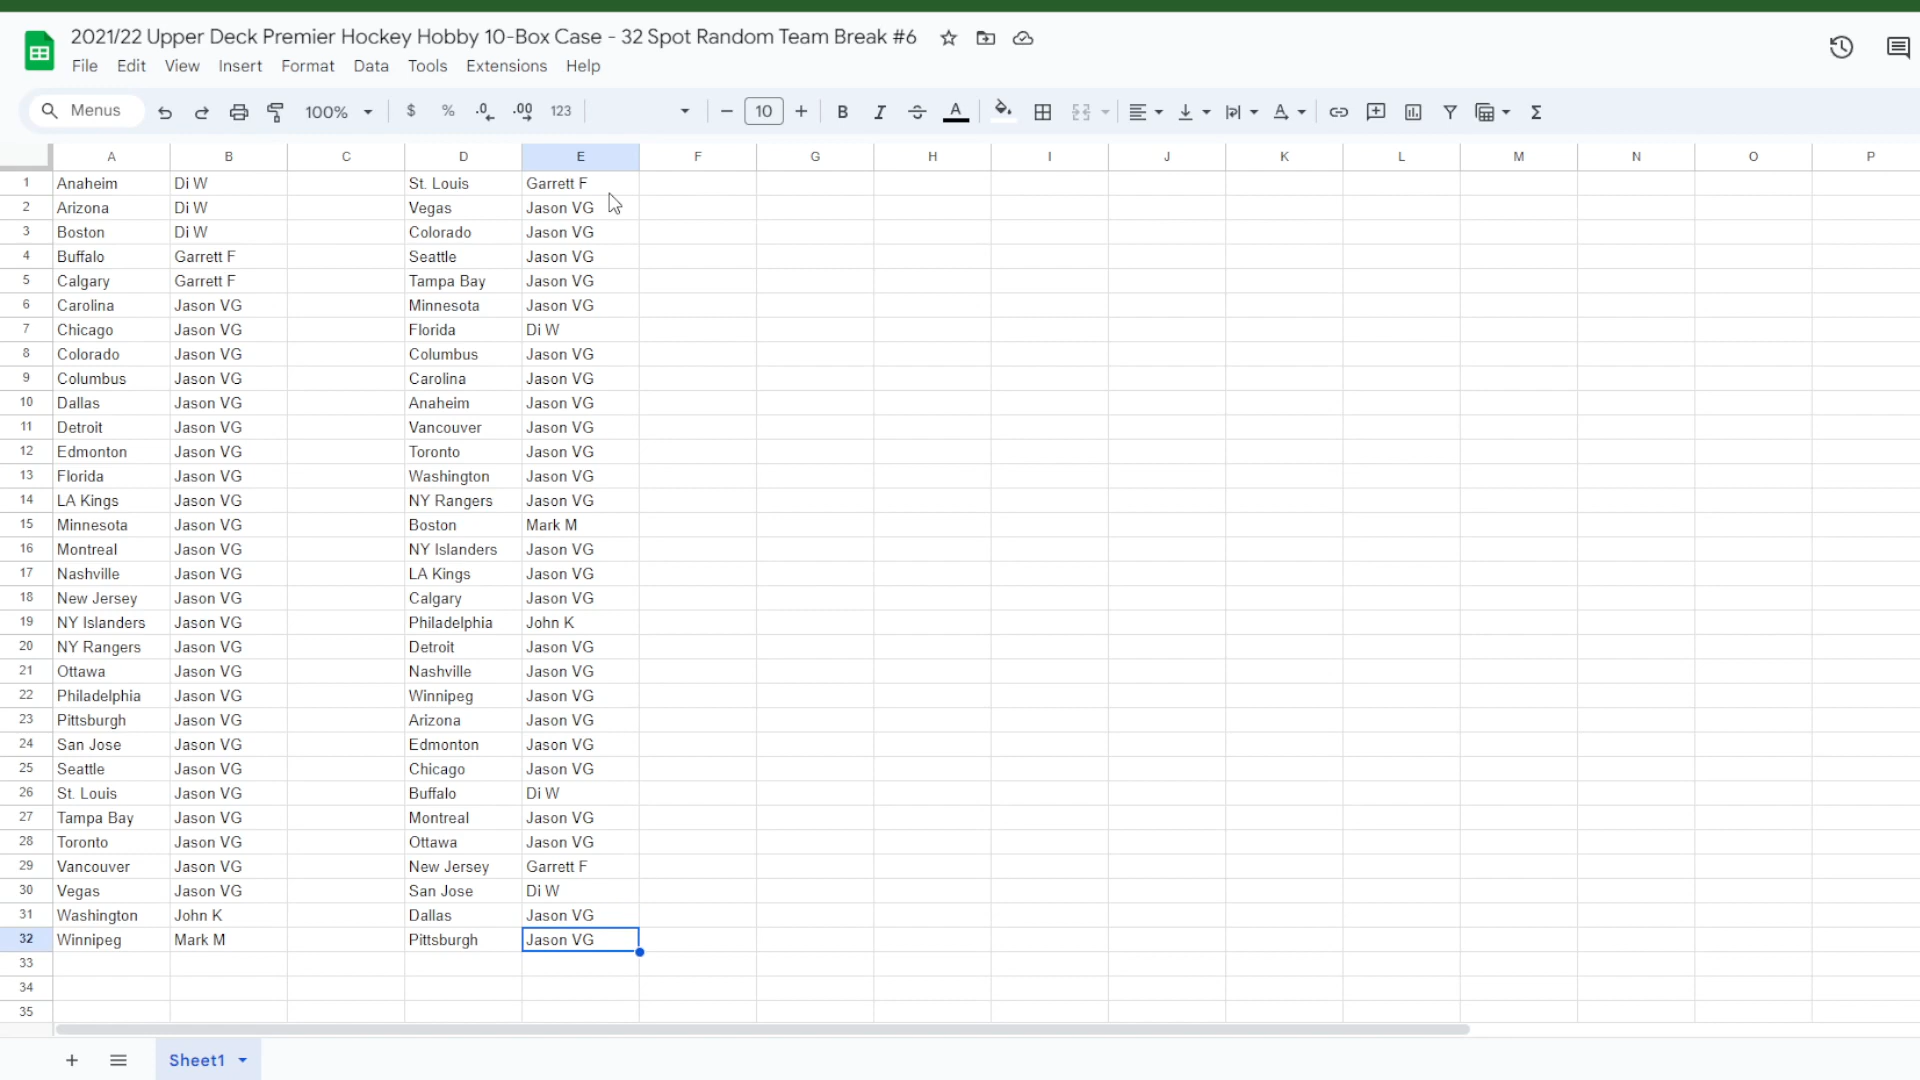 2021/22 Upper Deck Premier Hockey Hobby 10-Box Case - 32 Spot Random Team Break #6
File Edit View Insert Format Data Tools Extensions Help
Menus 100% $ % .0 .00 123 10 B I A
A B C D E F G H I J K L M N O P
1 Anaheim Di W St. Louis Garrett F
2 Arizona Di W Vegas Jason VG
3 Boston Di W Colorado Jason VG
4 Buffalo Garrett F Seattle Jason VG
5 Calgary Garrett F Tampa Bay Jason VG
6 Carolina Jason VG Minnesota Jason VG
7 Chicago Jason VG Florida Di W
8 Colorado Jason VG Columbus Jason VG
9 Columbus Jason VG Carolina Jason VG
10 Dallas Jason VG Anaheim Jason VG
11 Detroit Jason VG Vancouver Jason VG
12 Edmonton Jason VG Toronto Jason VG
13 Florida Jason VG Washington Jason VG
14 LA Kings Jason VG NY Rangers Jason VG
15 Minnesota Jason VG Boston Mark M
16 Montreal Jason VG NY Islanders Jason VG
17 Nashville Jason VG LA Kings Jason VG
18 New Jersey Jason VG Calgary Jason VG
19 NY Islanders Jason VG Philadelphia John K
20 NY Rangers Jason VG Detroit Jason VG
21 Ottawa Jason VG Nashville Jason VG
22 Philadelphia Jason VG Winnipeg Jason VG
23 Pittsburgh Jason VG Arizona Jason VG
24 San Jose Jason VG Edmonton Jason VG
25 Seattle Jason VG Chicago Jason VG
26 St. Louis Jason VG Buffalo Di W
27 Tampa Bay Jason VG Montreal Jason VG
28 Toronto Jason VG Ottawa Jason VG
29 Vancouver Jason VG New Jersey Garrett F
30 Vegas Jason VG San Jose Di W
31 Washington John K Dallas Jason VG
32 Winnipeg Mark M Pittsburgh Jason VG
33
34
35
Sheet1